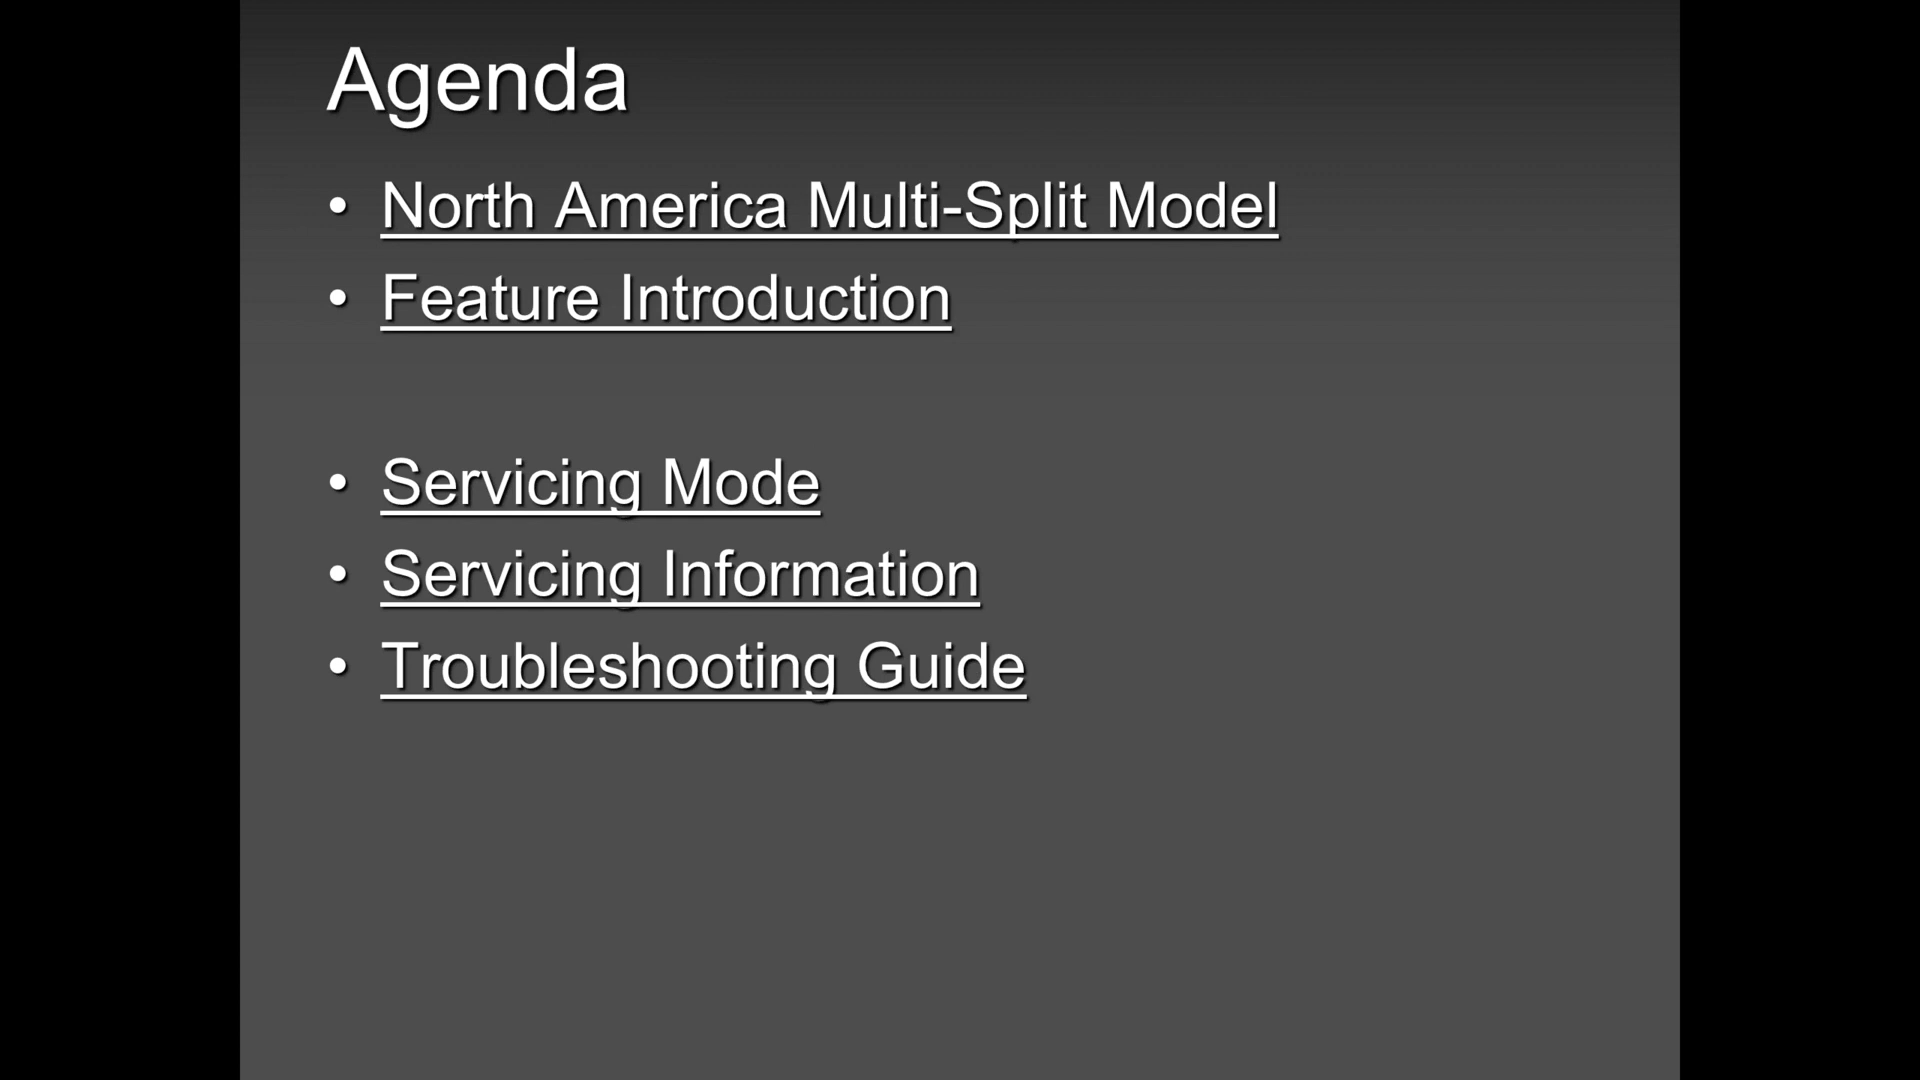 Agenda
• North America Multi-Split Model
• Feature Introduction
• Servicing Mode
• Servicing Information
• Troubleshooting Guide